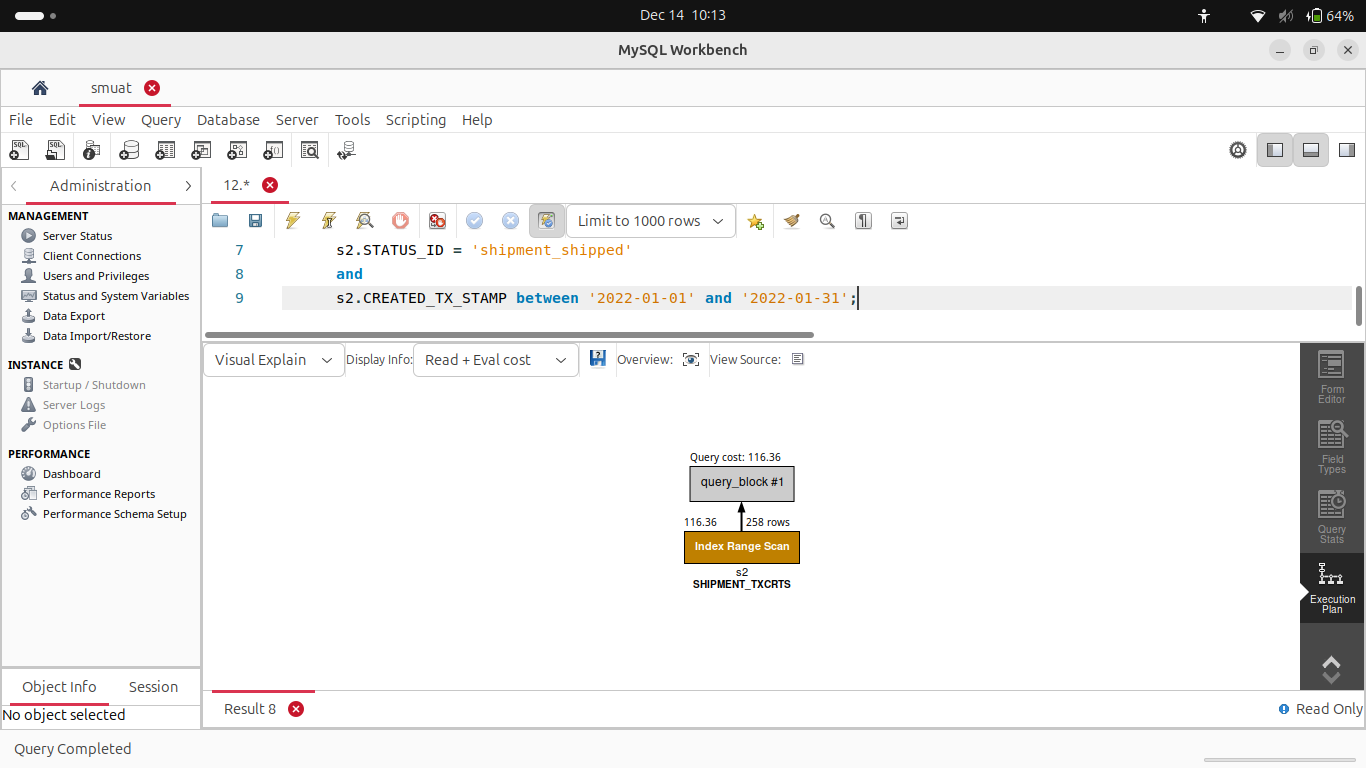 Dec 14 10:13
64%
MySQL Workbench
smuat
File Edit View Query Database Server Tools Scripting Help
Administration
12.*
MANAGEMENT
Server Status
Client Connections
Users and Privileges
Status and System Variables
Data Export
Data Import/Restore
INSTANCE
Startup / Shutdown
Server Logs
Options File
PERFORMANCE
Dashboard
Performance Reports
Performance Schema Setup
Object Info Session
No object selected
Limit to 1000 rows
7 s2.STATUS_ID = 'shipment_shipped'
8 and
9 s2.CREATED_TX_STAMP between '2022-01-01' and '2022-01-31';
Visual Explain Display Info: Read + Eval cost Overview: View Source:
Query cost: 116.36
query_block #1
116.36 258 rows
Index Range Scan
s2
SHIPMENT_TXCRTS
Form
Editor
Field
Types
Query
Stats
Execution
Plan
Result 8
Read Only
Query Completed